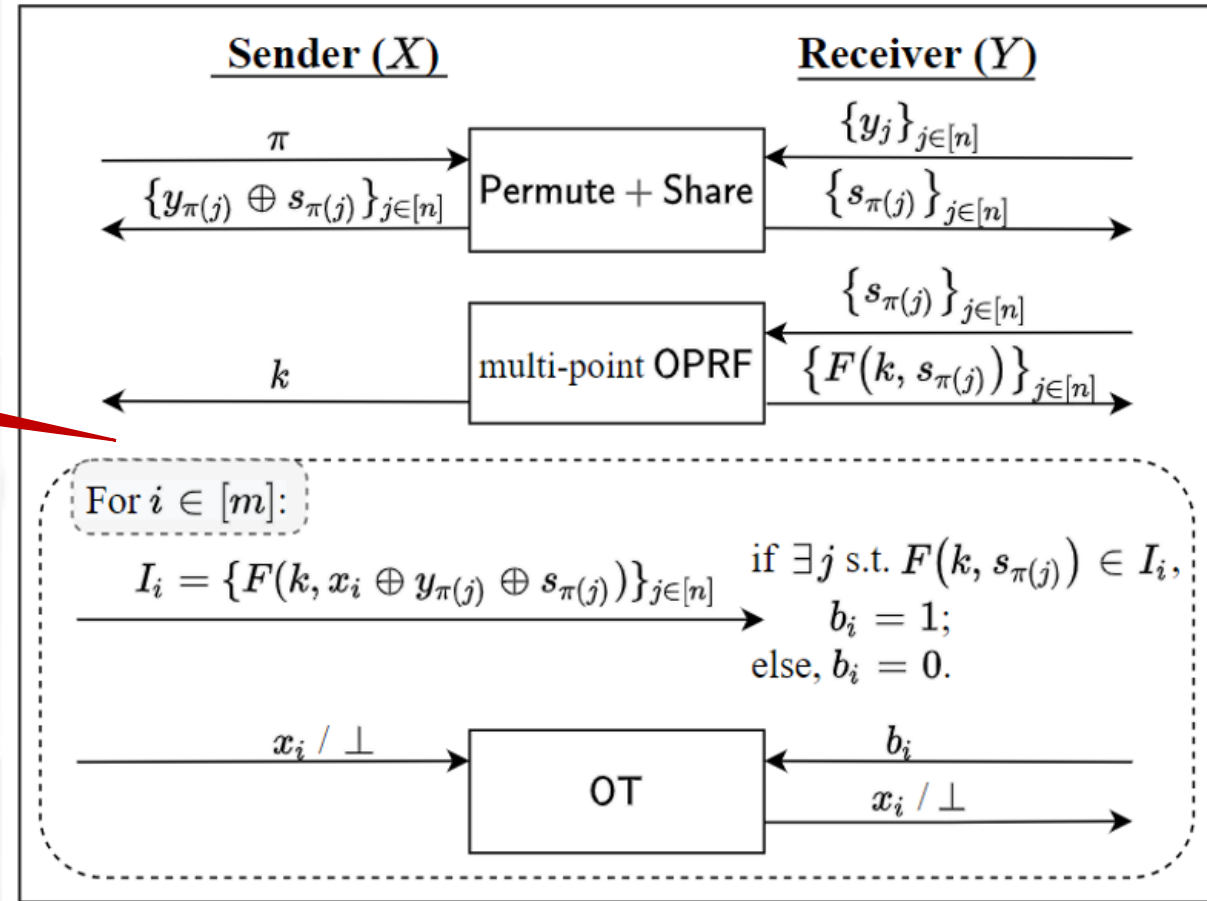 Sender (X) Receiver (Y)
π {y_j}_{j∈[n]}
{y_{π(j)} ⊕ s_{π(j)}}_{j∈[n]} Permute + Share {s_{π(j)}}_{j∈[n]}
{s_{π(j)}}_{j∈[n]}
k multi-point OPRF {F(k, s_{π(j)})}_{j∈[n]}
For i ∈ [m]:
I_i = {F(k, x_i ⊕ y_{π(j)} ⊕ s_{π(j)})}_{j∈[n]}
if ∃j s.t. F(k, s_{π(j)}) ∈ I_i,
b_i = 1;
else, b_i = 0.
x_i / ⊥ b_i
OT x_i / ⊥